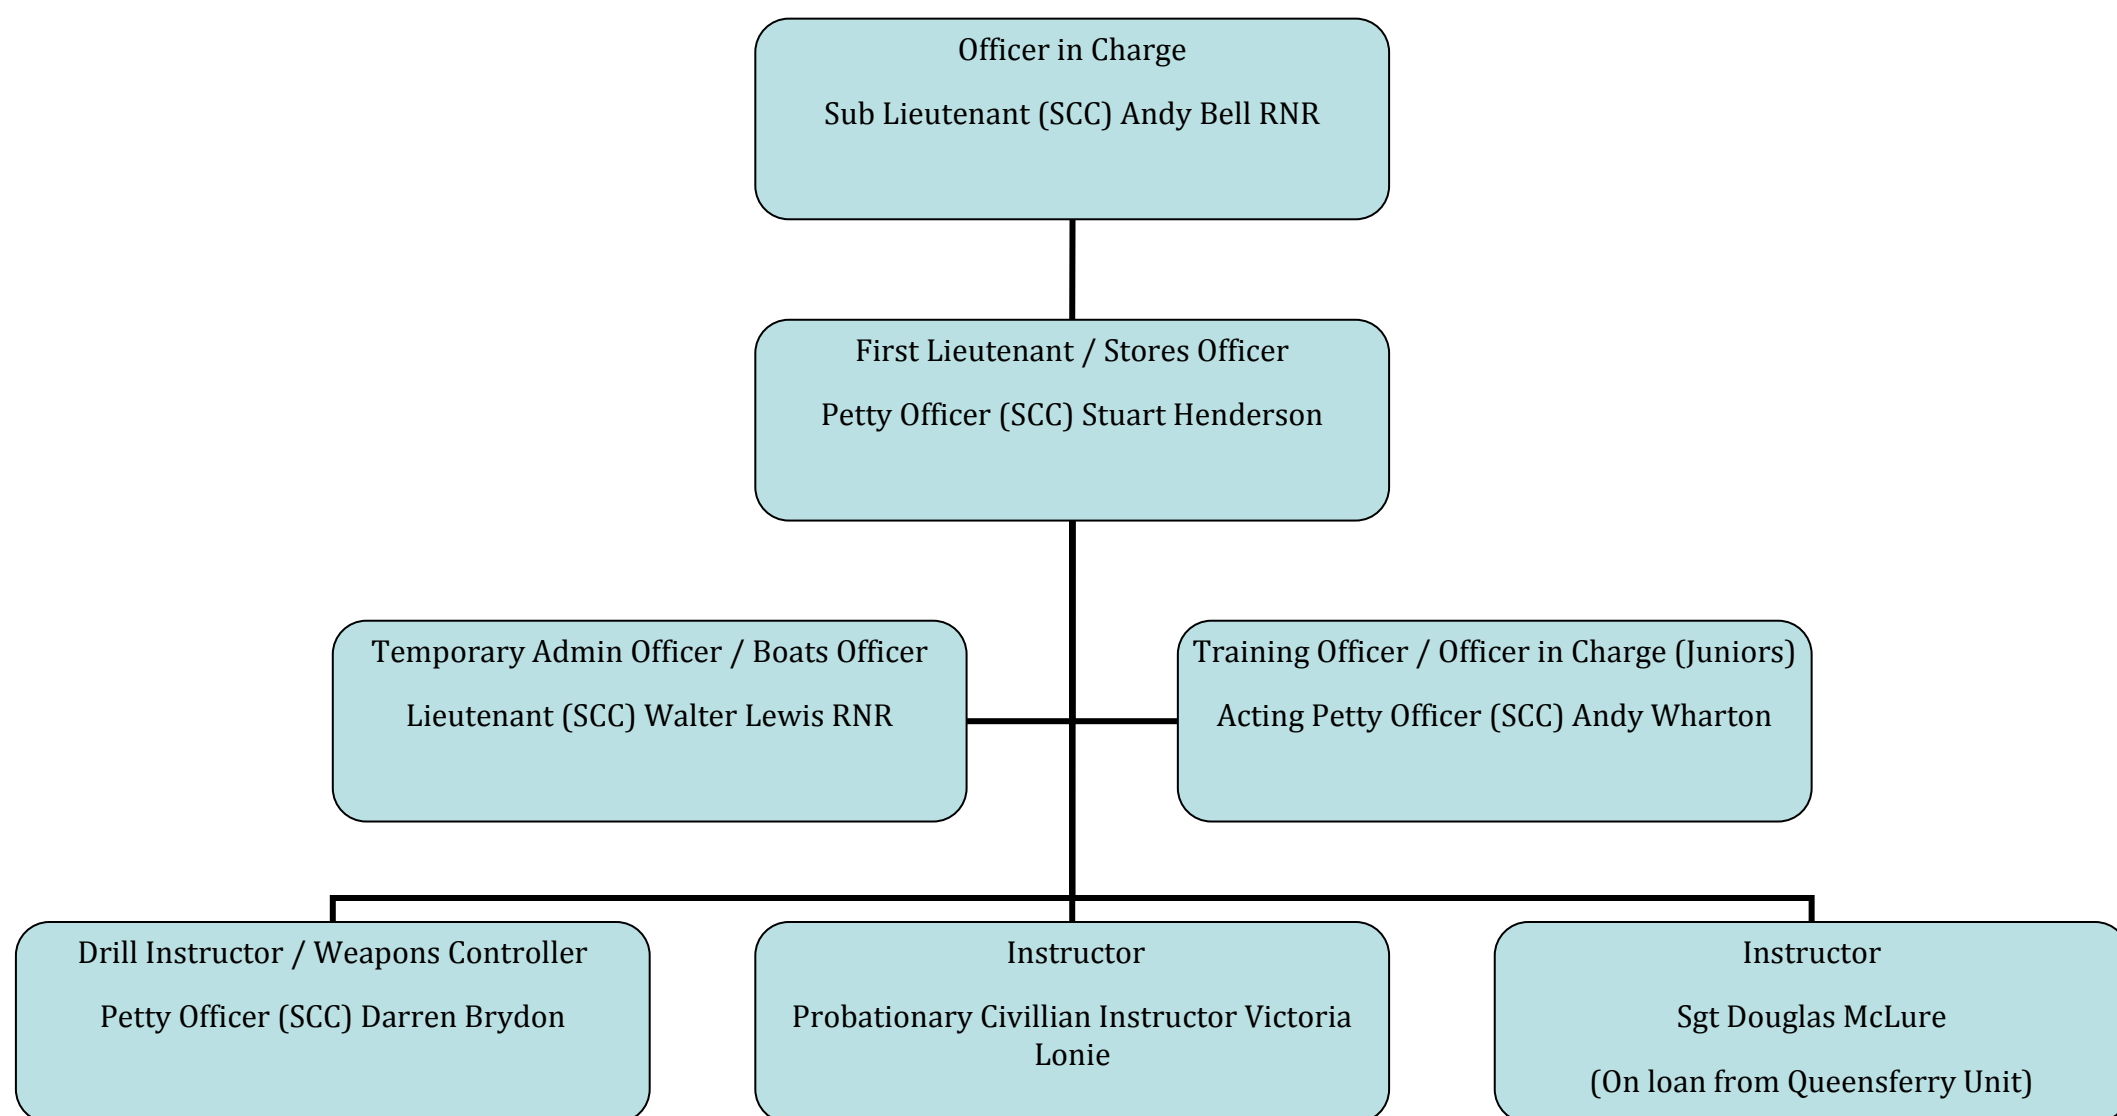 Officer in Charge
Sub Lieutenant (SCC) Andy Bell RNR
First Lieutenant / Stores Officer
Petty Officer (SCC) Stuart Henderson
Temporary Admin Officer / Boats Officer
Lieutenant (SCC) Walter Lewis RNR
Training Officer / Officer in Charge (Juniors)
Acting Petty Officer (SCC) Andy Wharton
Drill Instructor / Weapons Controller
Petty Officer (SCC) Darren Brydon
Instructor
Probationary Civillian Instructor Victoria
Lonie
Instructor
Sgt Douglas McLure
(On loan from Queensferry Unit)